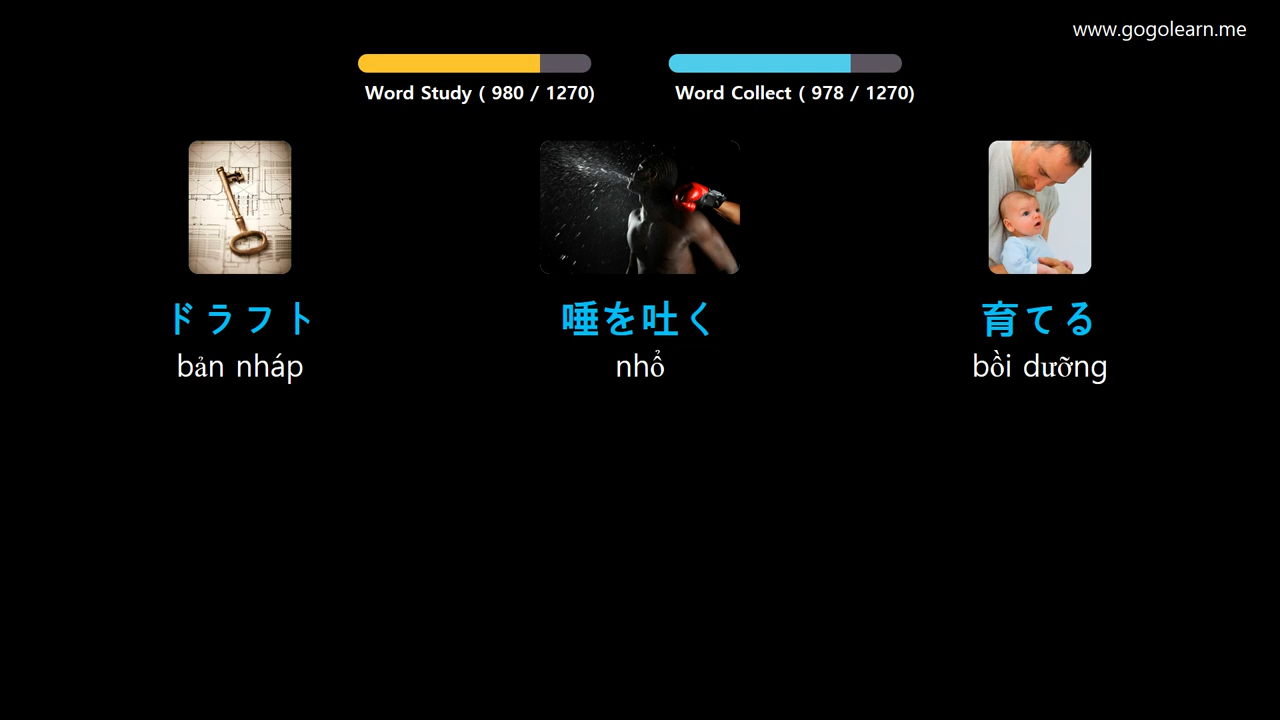 www.gogolearn.me
Word Study ( 980 / 1270)
Word Collect ( 978 / 1270)
ドラフト
唾を吐く
育てる
bản nháp
nhổ
bồi dưỡng